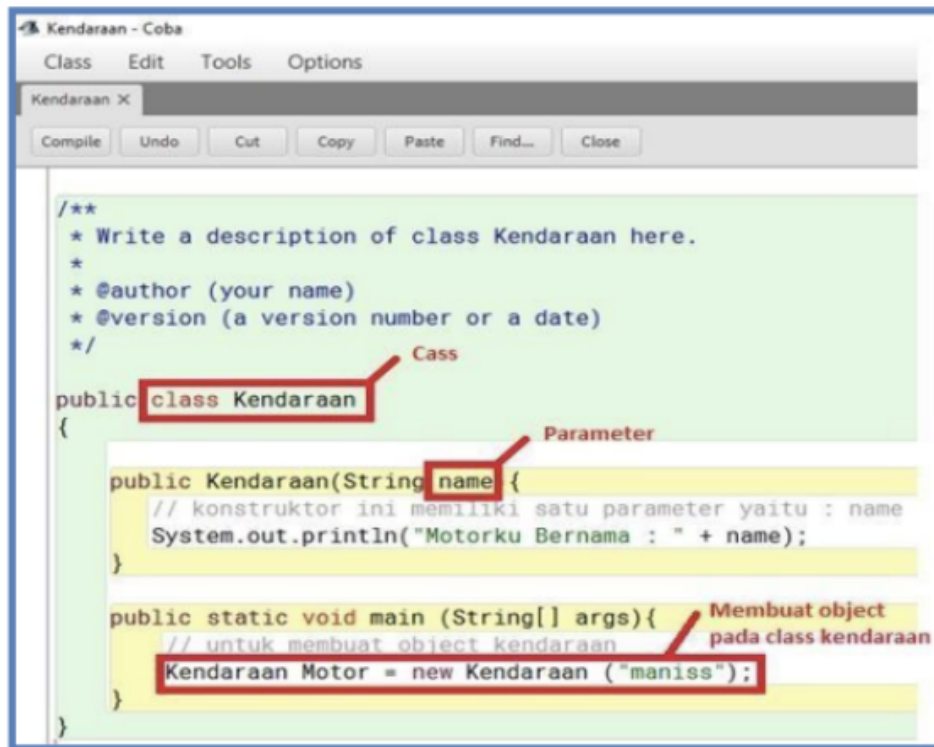 Kendaraan - Coba
Class Edit Tools Options
Kendaraan X
Compile Undo Cut Copy Paste Find... Close
/**
* Write a description of class Kendaraan here.
*
* @author (your name)
* @version (a version number or a date)
*/
Cass
public class Kendaraan
{
Parameter
public Kendaraan(String name {
// konstruktor ini memiliki satu parameter yaitu : name
System.out.println("Motorku Bernama : " + name);
}
public static void main (String[] args){
Membuat object
pada class kendaraan
// untuk membuat object kendaraan
Kendaraan Motor = new Kendaraan ("maniss");
}
}